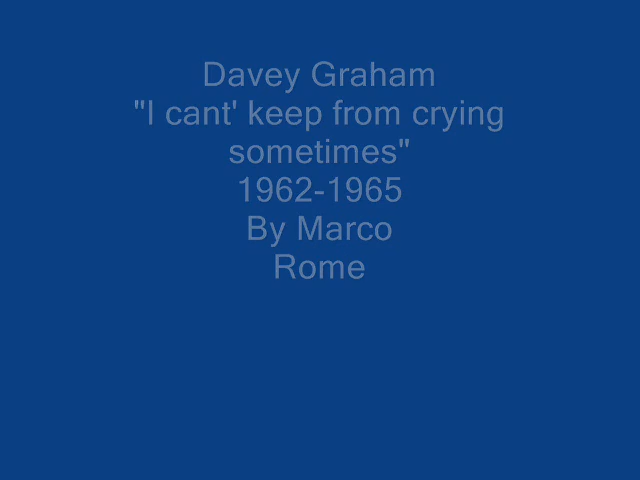 Davey Graham
"I cant' keep from crying
sometimes"
1962-1965
By Marco
Rome